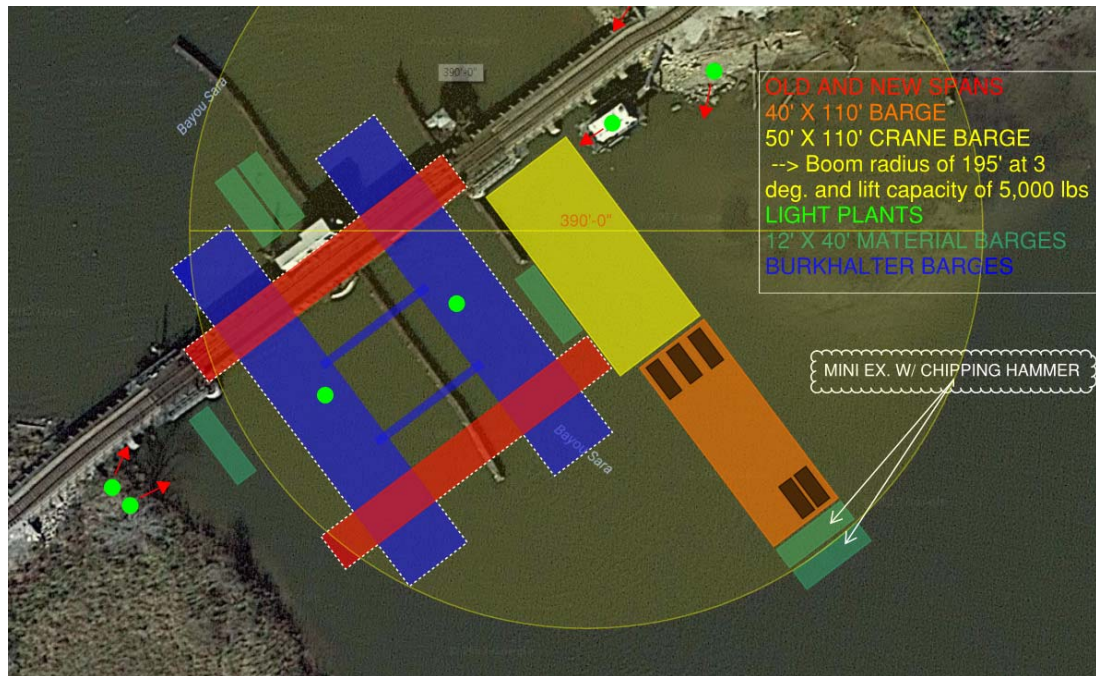 390'-0"
Bayou Sara
OLD AND NEW SPANS
40' X 110' BARGE
50' X 110' CRANE BARGE
--> Boom radius of 195' at 3
deg. and lift capacity of 5,000 lbs
LIGHT PLANTS
12' X 40' MATERIAL BARGES
BURKHALTER BARGES
390'-0"
MINI EX. W/ CHIPPING HAMMER
Bayou Sara